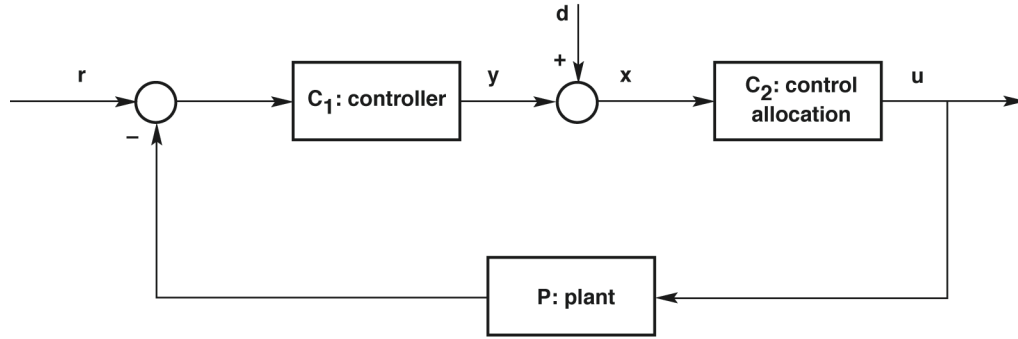 d
r
+
y
x
u
C1: controller
C2: control
allocation
−
P: plant